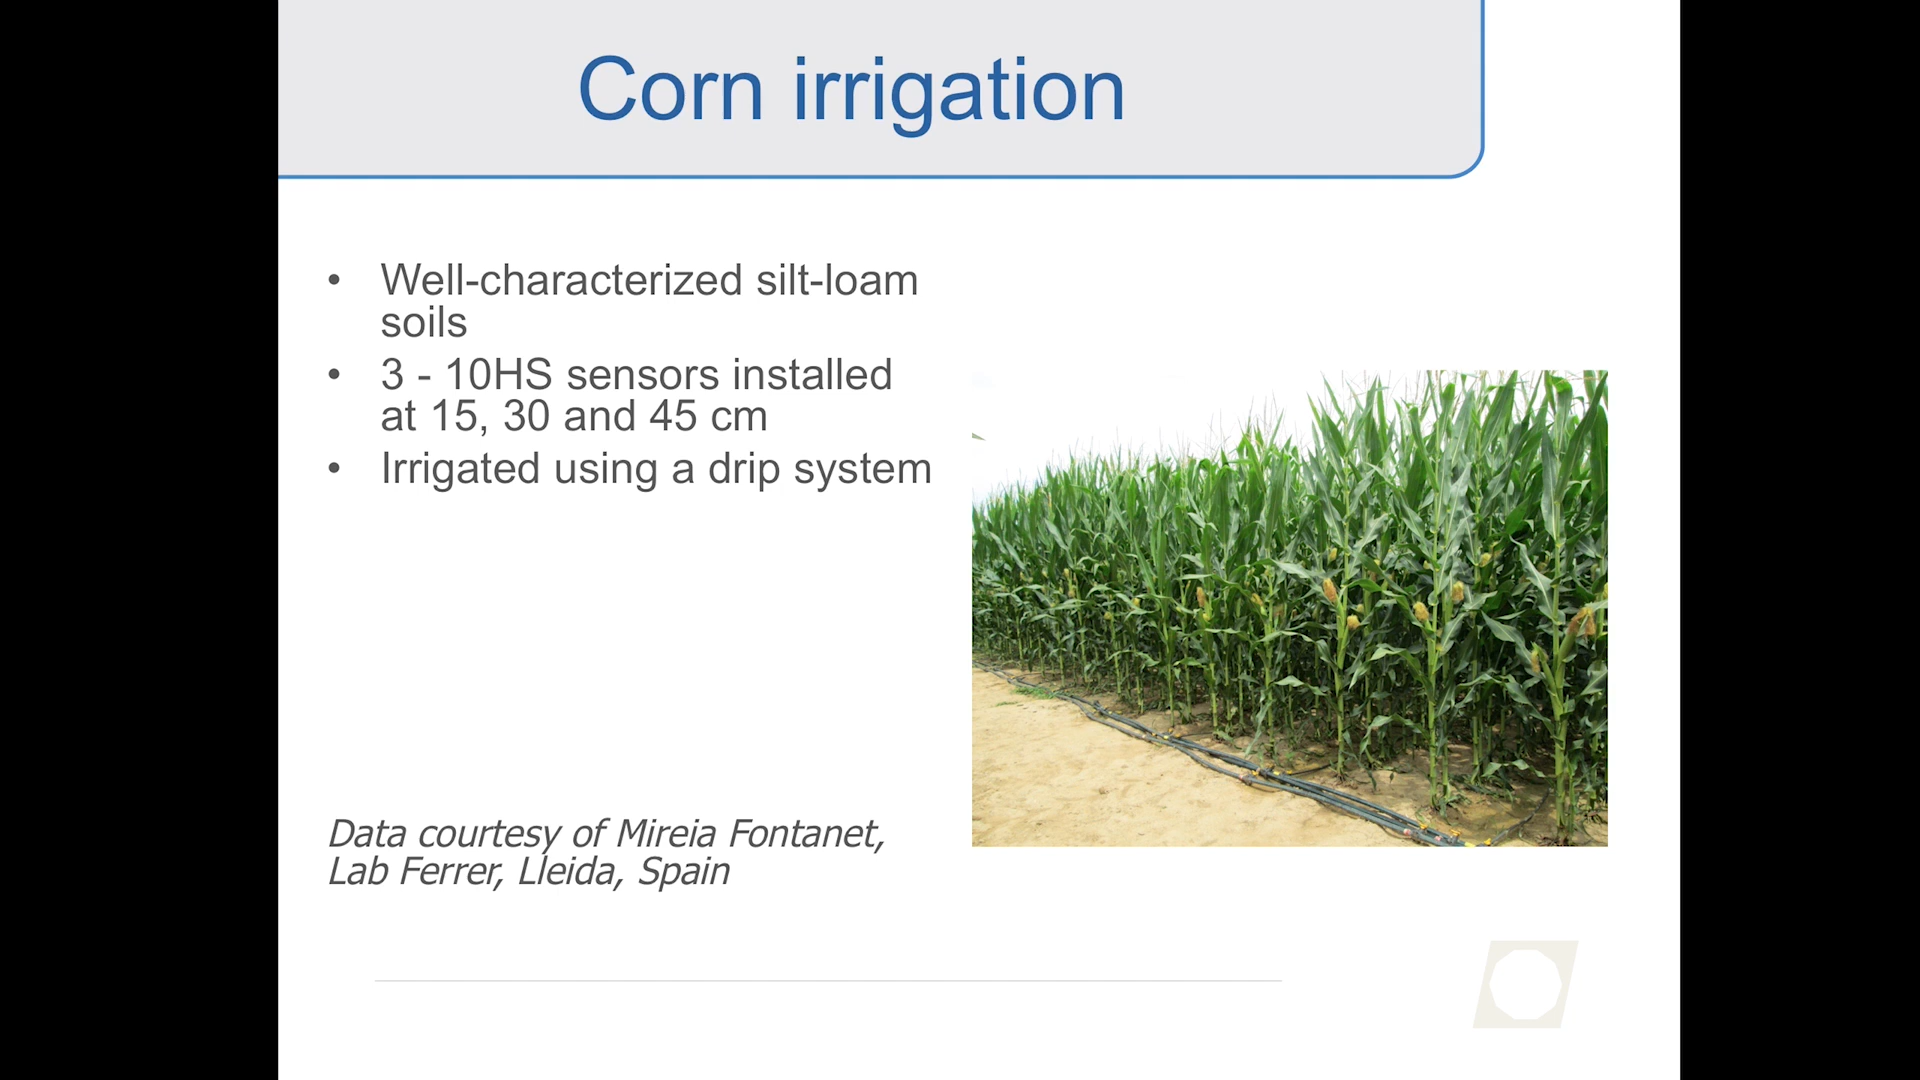 Corn irrigation
• Well-characterized silt-loam
soils
• 3 - 10HS sensors installed
at 15, 30 and 45 cm
• Irrigated using a drip system
Data courtesy of Mireia Fontanet,
Lab Ferrer, Lleida, Spain